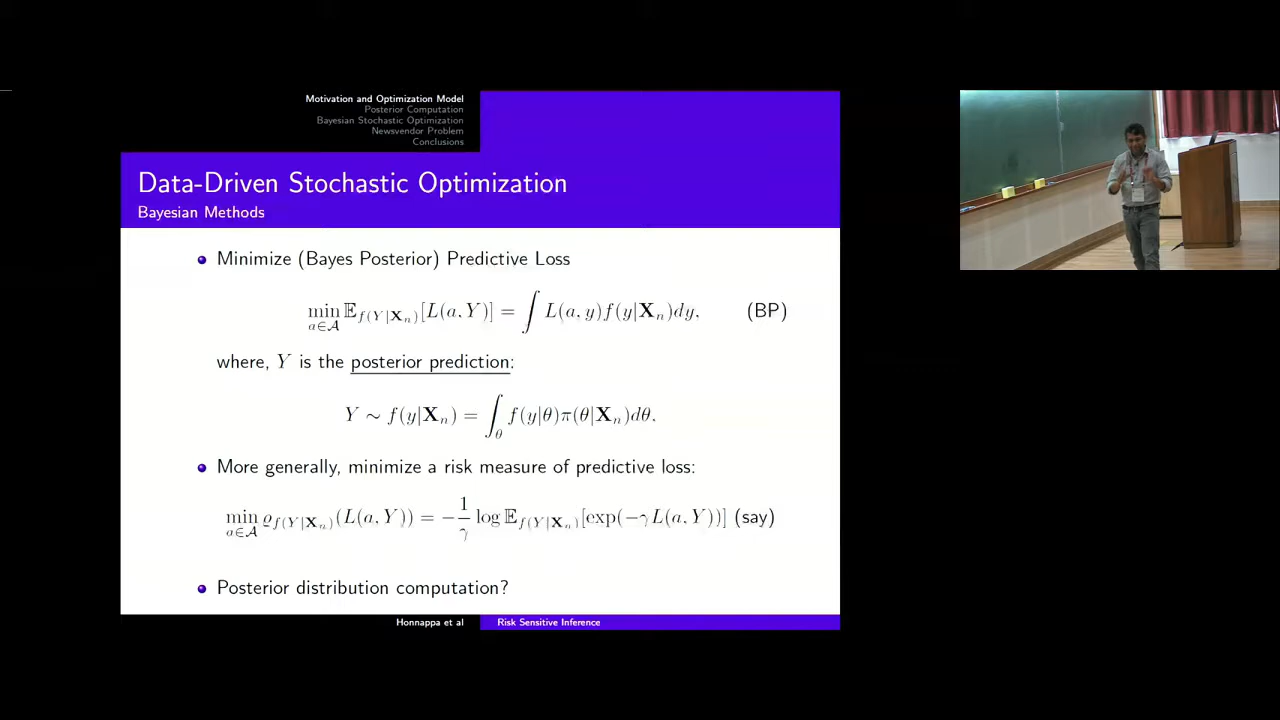 Motivation and Optimization Model
Posterior Computation
Bayesian Stochastic Optimization
Newsvendor Problem
Conclusions
Data-Driven Stochastic Optimization
Bayesian Methods
Minimize (Bayes Posterior) Predictive Loss
min_{a∈𝒜} 𝔼_{f(Y|𝐗_n)}[L(a, Y)] = ∫ L(a, y)f(y|𝐗_n)dy, (BP)
where, Y is the posterior prediction:
Y ∼ f(y|𝐗_n) = ∫_θ f(y|θ)π(θ|𝐗_n)dθ.
More generally, minimize a risk measure of predictive loss:
min_{a∈𝒜} ϱ_{f(Y|𝐗_n)}(L(a, Y)) = −1/γ log 𝔼_{f(Y|𝐗_n)}[exp(−γL(a, Y))] (say)
Posterior distribution computation?
Honnappa et al Risk Sensitive Inference